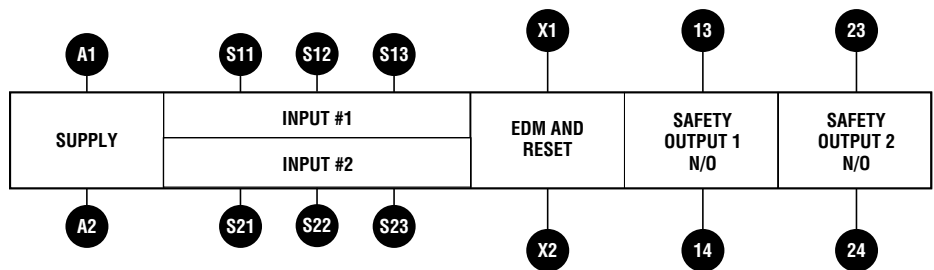 X1 13 23
A1 S11 S12 S13
SUPPLY
INPUT #1
INPUT #2
EDM AND
RESET
SAFETY
OUTPUT 1
N/O
SAFETY
OUTPUT 2
N/O
A2 S21 S22 S23
X2 14 24